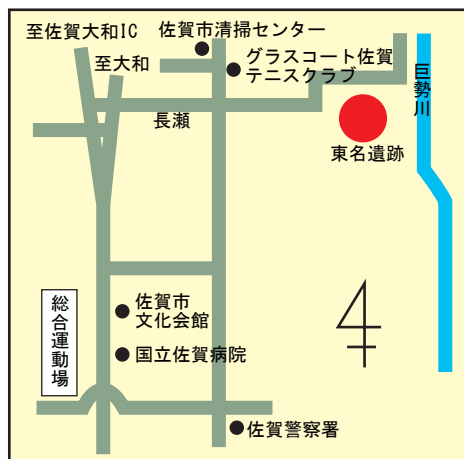 至佐賀大和IC
佐賀市清掃センター
至大和
グラスコート佐賀
テニスクラブ
巨勢川
長瀬
東名遺跡
佐賀市
文化会館
総合運動場
国立佐賀病院
佐賀警察署